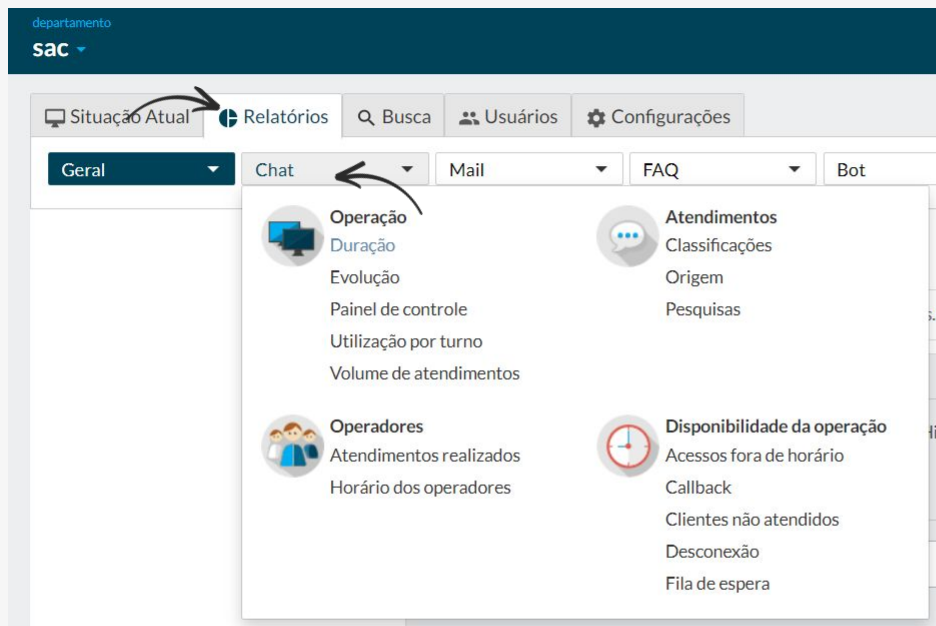 departamento
sac
Situação Atual
Relatórios
Busca
Usuários
Configurações
Geral
Chat
Mail
FAQ
Bot
Operação
Duração
Evolução
Painel de controle
Utilização por turno
Volume de atendimentos
Atendimentos
Classificações
Origem
Pesquisas
Operadores
Atendimentos realizados
Horário dos operadores
Disponibilidade da operação
Acessos fora de horário
Callback
Clientes não atendidos
Desconexão
Fila de espera